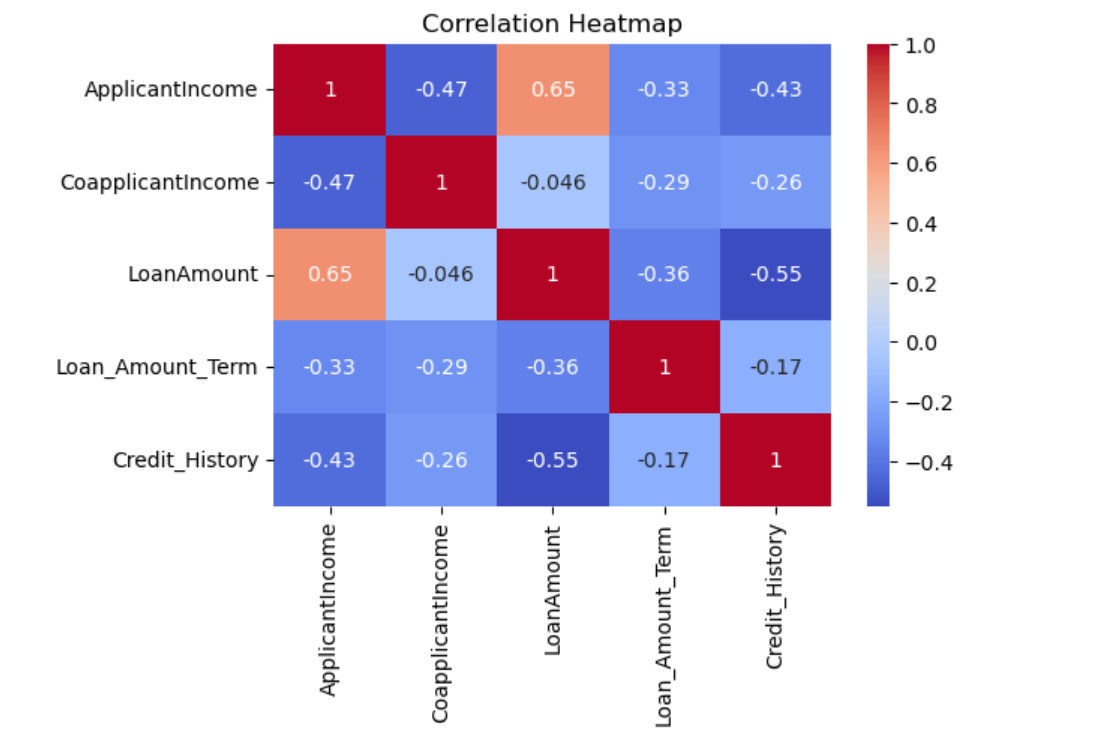 Correlation Heatmap
ApplicantIncome 1 -0.47 0.65 -0.33 -0.43
CoapplicantIncome -0.47 1 -0.046 -0.29 -0.26
LoanAmount 0.65 -0.046 1 -0.36 -0.55
Loan_Amount_Term -0.33 -0.29 -0.36 1 -0.17
Credit_History -0.43 -0.26 -0.55 -0.17 1
ApplicantIncome
CoapplicantIncome
LoanAmount
Loan_Amount_Term
Credit_History
1.0
0.8
0.6
0.4
0.2
0.0
−0.2
−0.4